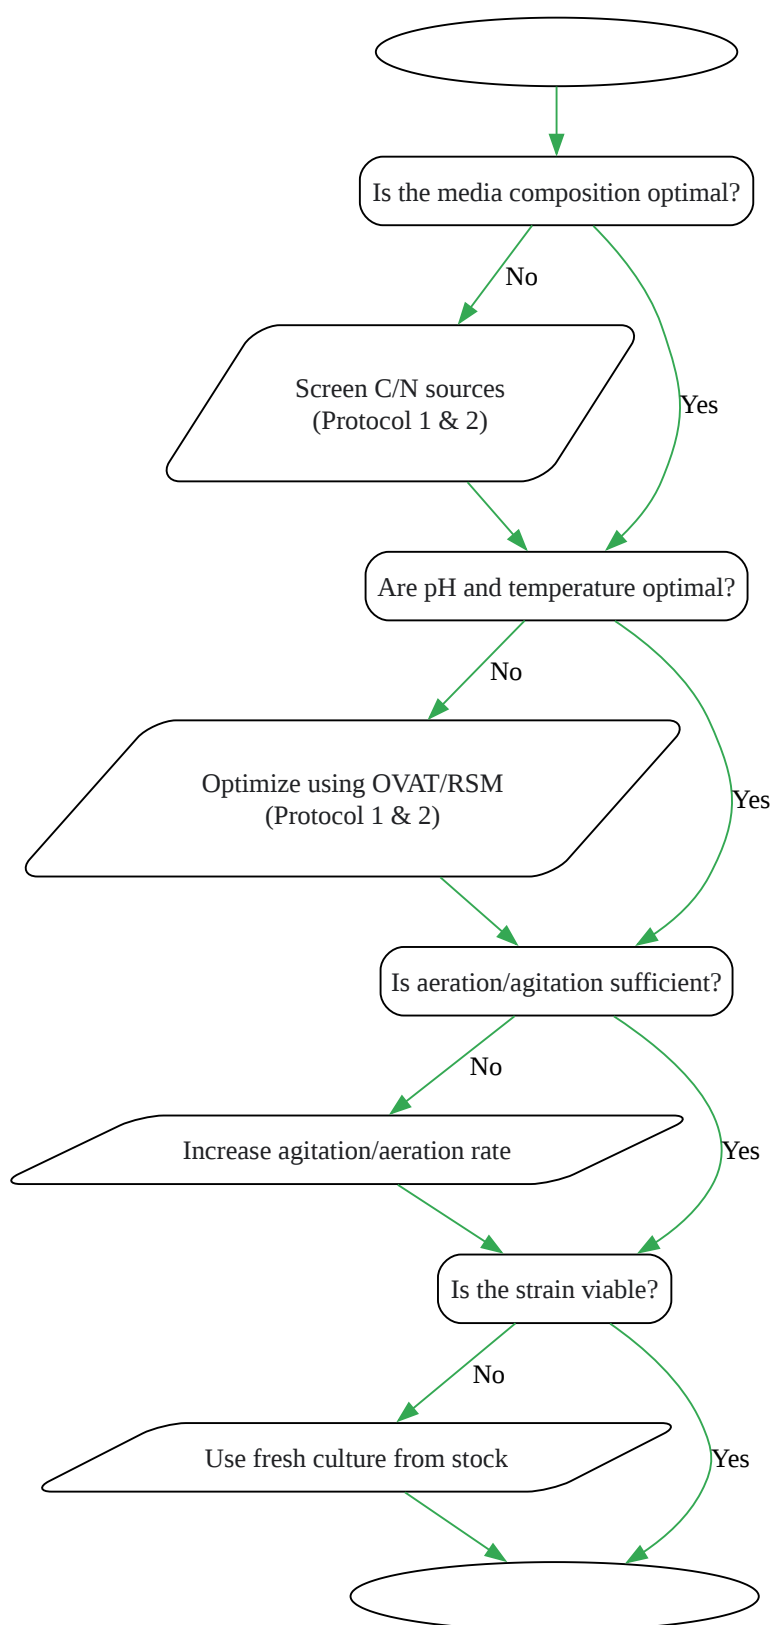 Is the media composition optimal?
No
Screen C/N sources
(Protocol 1 & 2)
Yes
Are pH and temperature optimal?
No
Optimize using OVAT/RSM
(Protocol 1 & 2)
Yes
Is aeration/agitation sufficient?
No
Increase agitation/aeration rate
Yes
Is the strain viable?
No
Use fresh culture from stock
Yes